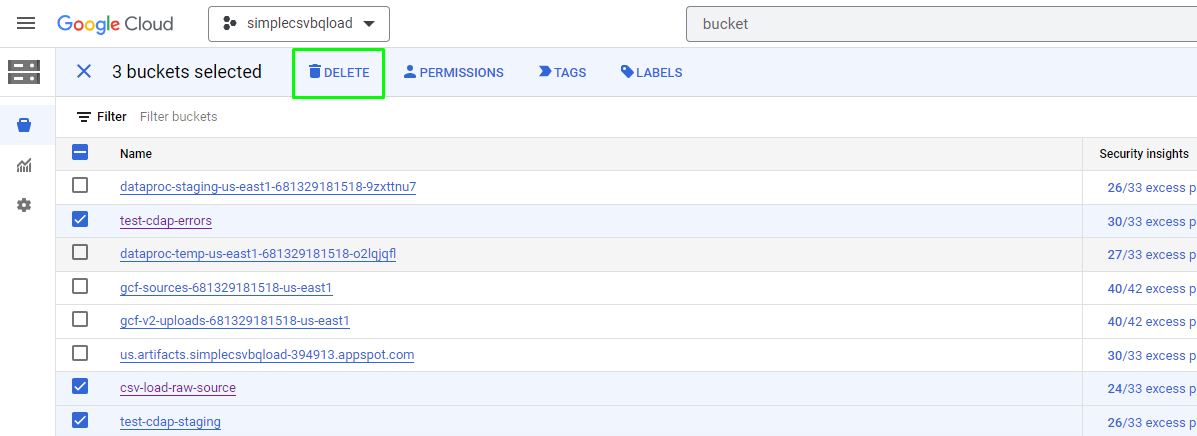 Google Cloud simplecsvbqload bucket
3 buckets selected DELETE PERMISSIONS TAGS LABELS
Filter Filter buckets
Name Security insights
dataproc-staging-us-east1-681329181518-9zxttnu7 26/33 excess p
test-cdap-errors 30/33 excess p
dataproc-temp-us-east1-681329181518-o2lqjqfl 27/33 excess p
gcf-sources-681329181518-us-east1 40/42 excess p
gcf-v2-uploads-681329181518-us-east1 40/42 excess p
us.artifacts.simplecsvbqload-394913.appspot.com 30/33 excess p
csv-load-raw-source 24/33 excess p
test-cdap-staging 26/33 excess p